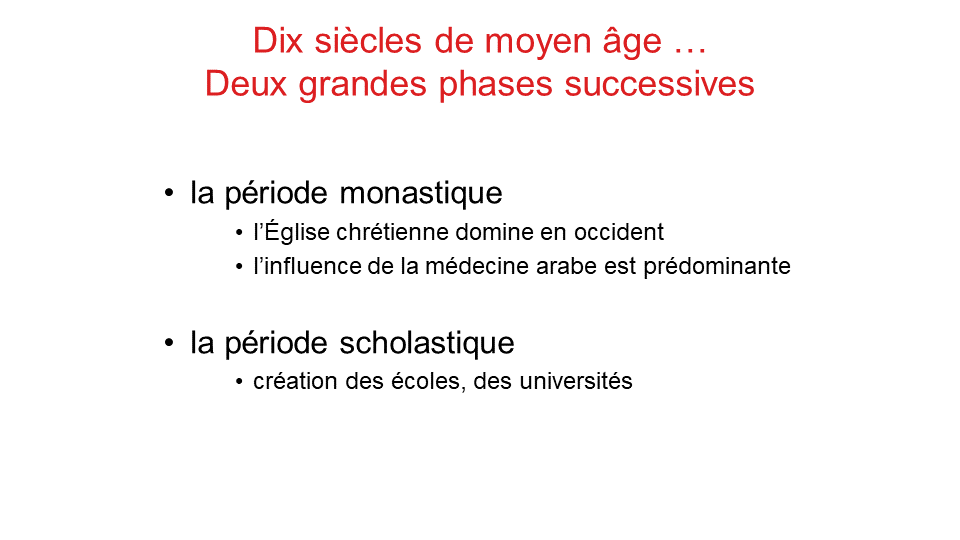 Dix siècles de moyen âge …
Deux grandes phases successives
• la période monastique
• l’Église chrétienne domine en occident
• l’influence de la médecine arabe est prédominante
• la période scholastique
• création des écoles, des universités